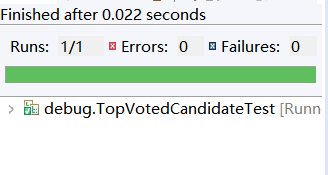 Finished after 0.022 seconds
Runs: 1/1 Errors: 0 Failures: 0
debug.TopVotedCandidateTest [Runn